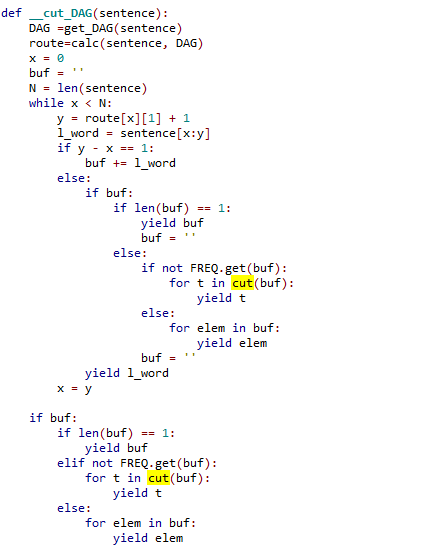 def __cut_DAG(sentence):
    DAG =get_DAG(sentence)
    route=calc(sentence, DAG)
    x = 0
    buf = ''
    N = len(sentence)
    while x < N:
        y = route[x][1] + 1
        l_word = sentence[x:y]
        if y - x == 1:
            buf += l_word
        else:
            if buf:
                if len(buf) == 1:
                    yield buf
                    buf = ''
                else:
                    if not FREQ.get(buf):
                        for t in cut(buf):
                            yield t
                    else:
                        for elem in buf:
                            yield elem
                    buf = ''
            yield l_word
        x = y

    if buf:
        if len(buf) == 1:
            yield buf
        elif not FREQ.get(buf):
            for t in cut(buf):
                yield t
        else:
            for elem in buf:
                yield elem